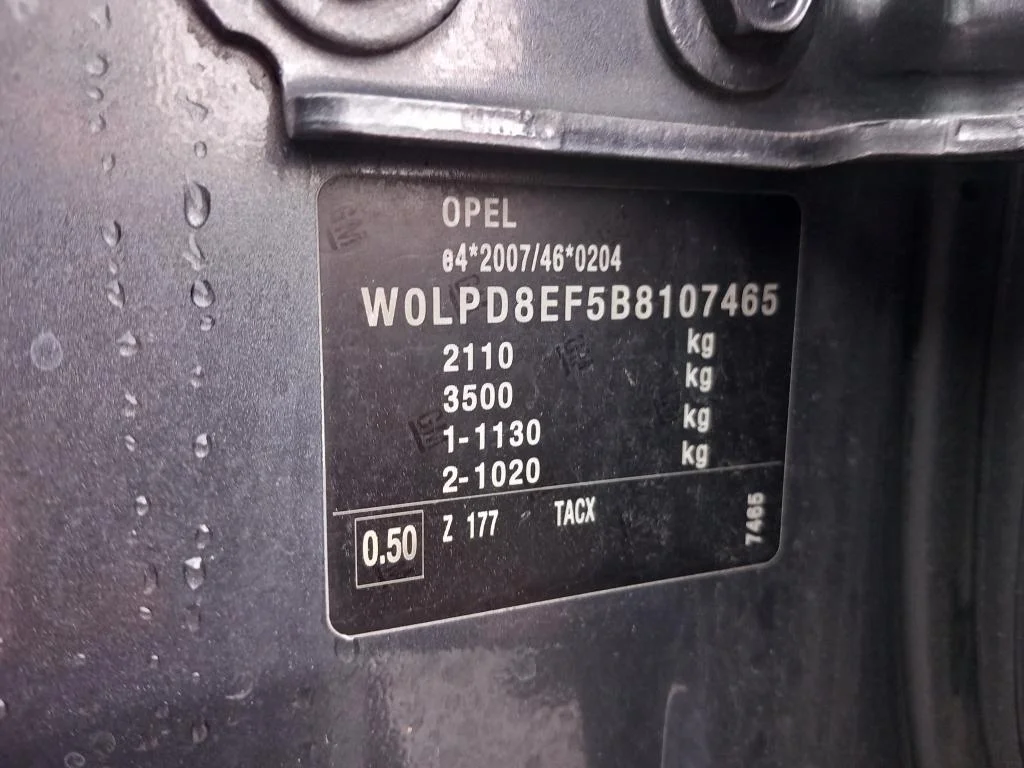 OPEL
e4*2007/46*0204
W0LPD8EF5B8107465
2110 kg
3500 kg
1-1130 kg
2-1020 kg
0.50 Z 177 TACX
7465